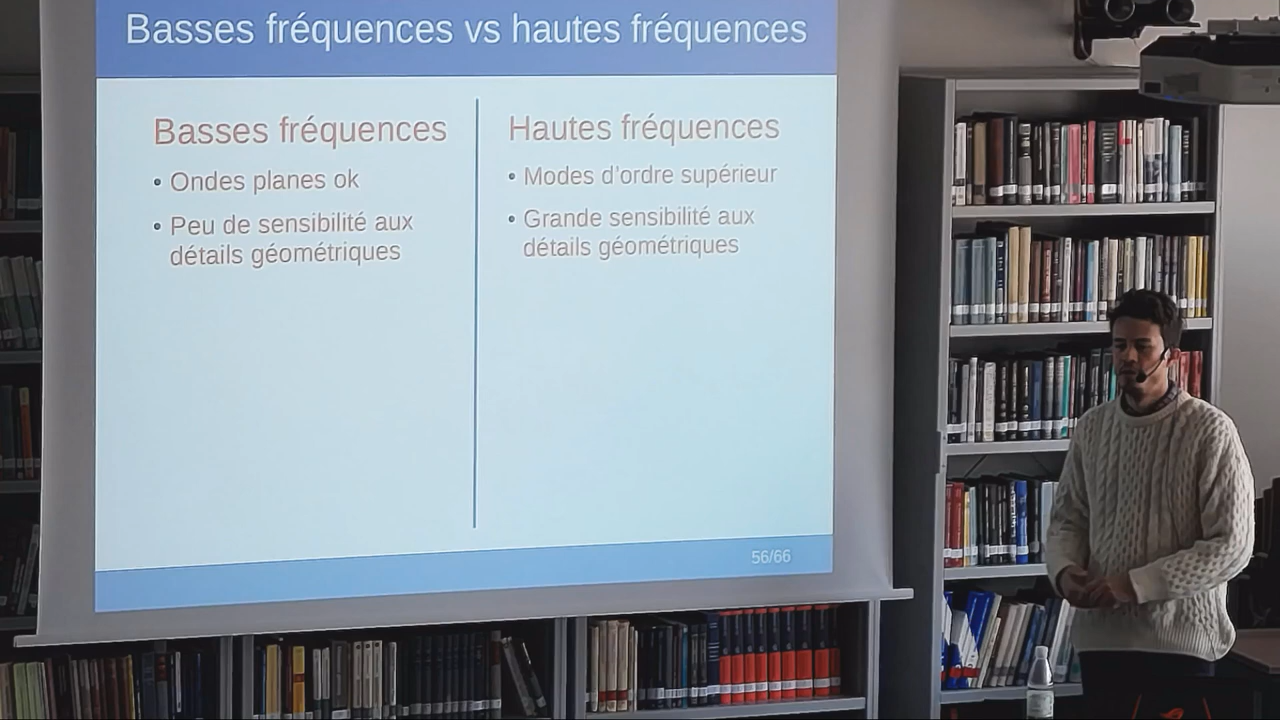 Basses fréquences vs hautes fréquences
Basses fréquences
• Ondes planes ok
• Peu de sensibilité aux
détails géométriques
Hautes fréquences
• Modes d'ordre supérieur
• Grande sensibilité aux
détails géométriques
56/66